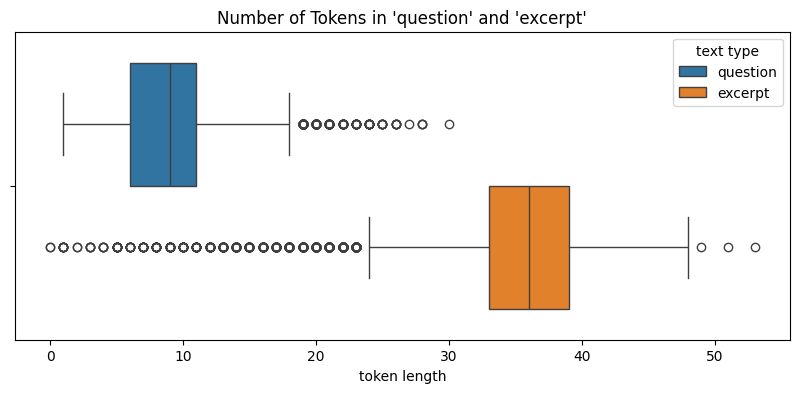 Number of Tokens in 'question' and 'excerpt'
text type
question
excerpt
0 10 20 30 40 50
token length